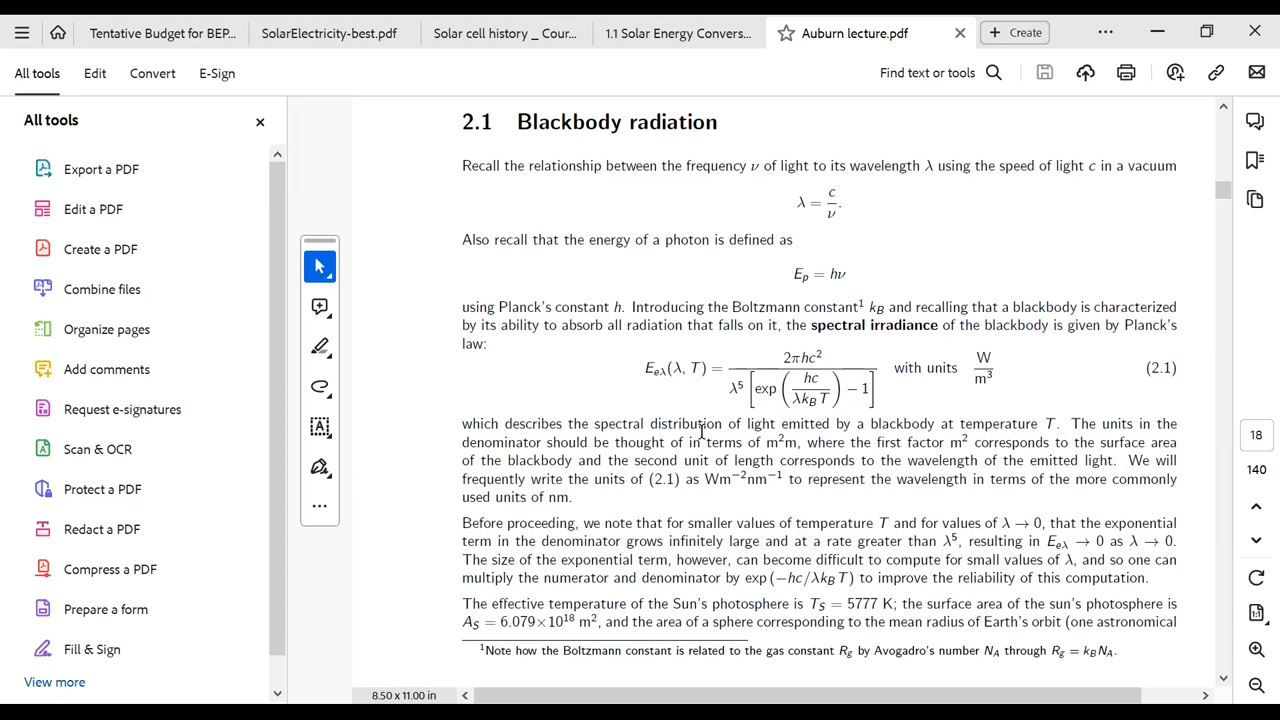 Tentative Budget for BEP...
SolarElectricity-best.pdf
Solar cell history _ Cour...
1.1 Solar Energy Convers...
Auburn lecture.pdf
Create
All tools
Edit
Convert
E-Sign
Find text or tools
All tools
Export a PDF
Edit a PDF
Create a PDF
Combine files
Organize pages
Add comments
Request e-signatures
Scan & OCR
Protect a PDF
Redact a PDF
Compress a PDF
Prepare a form
Fill & Sign
View more
2.1 Blackbody radiation
Recall the relationship between the frequency ν of light to its wavelength λ using the speed of light c in a vacuum
λ = c/ν.
Also recall that the energy of a photon is defined as
E_p = hν
using Planck's constant h. Introducing the Boltzmann constant¹ k_B and recalling that a blackbody is characterized
by its ability to absorb all radiation that falls on it, the spectral irradiance of the blackbody is given by Planck's
law:
E_eλ(λ, T) = 2πhc² / λ⁵ [exp (hc / λk_BT) − 1] with units W/m³ (2.1)
which describes the spectral distribution of light emitted by a blackbody at temperature T. The units in the
denominator should be thought of in terms of m²m, where the first factor m² corresponds to the surface area
of the blackbody and the second unit of length corresponds to the wavelength of the emitted light. We will
frequently write the units of (2.1) as Wm⁻²nm⁻¹ to represent the wavelength in terms of the more commonly
used units of nm.
Before proceeding, we note that for smaller values of temperature T and for values of λ → 0, that the exponential
term in the denominator grows infinitely large and at a rate greater than λ⁵, resulting in E_eλ → 0 as λ → 0.
The size of the exponential term, however, can become difficult to compute for small values of λ, and so one can
multiply the numerator and denominator by exp (−hc/λk_BT) to improve the reliability of this computation.
The effective temperature of the Sun's photosphere is T_S = 5777 K; the surface area of the sun's photosphere is
A_S = 6.079×10¹⁸ m², and the area of a sphere corresponding to the mean radius of Earth's orbit (one astronomical
¹Note how the Boltzmann constant is related to the gas constant R_g by Avogadro's number N_A through R_g = k_BN_A.
8.50 x 11.00 in
18
140
1:1